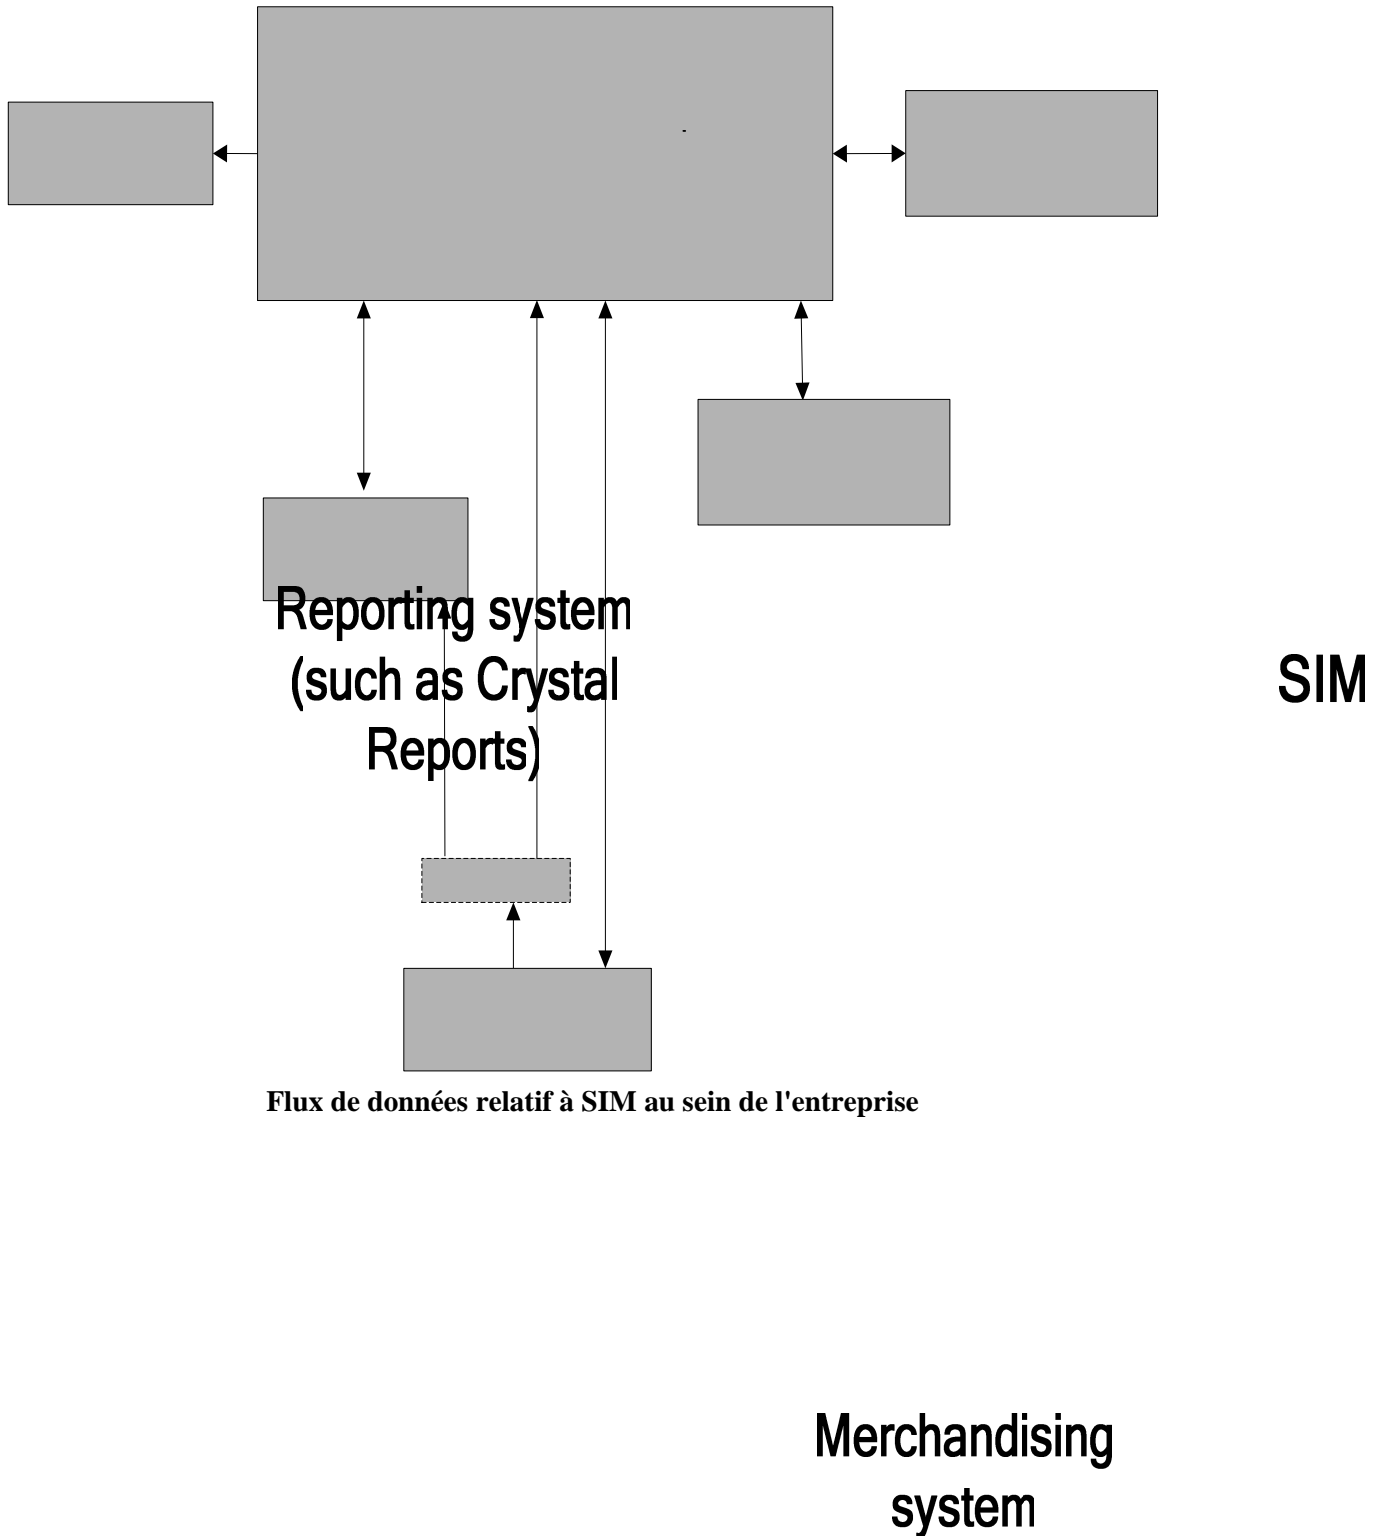 Reporting system
(such as Crystal
Reports)
SIM
Flux de données relatif à SIM au sein de l'entreprise
Merchandising
system